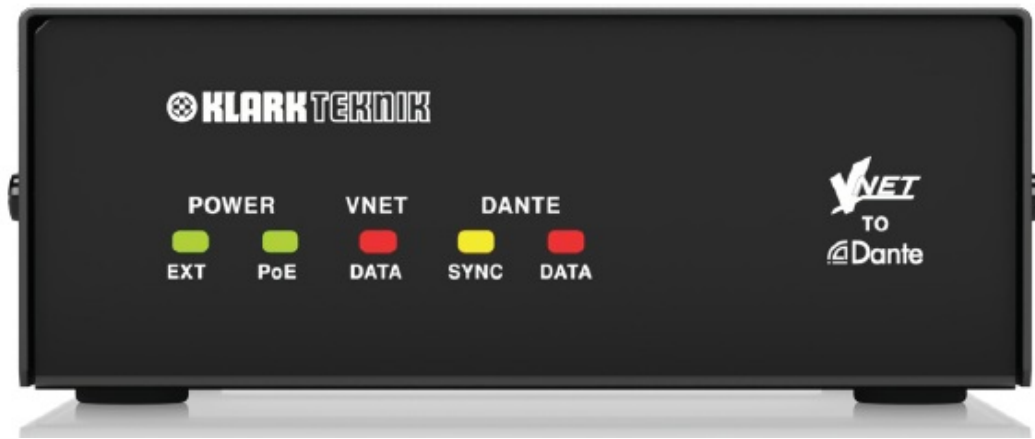 KLARK TEKNIK
POWER VNET DANTE
EXT PoE DATA SYNC DATA
VNET
TO
Dante